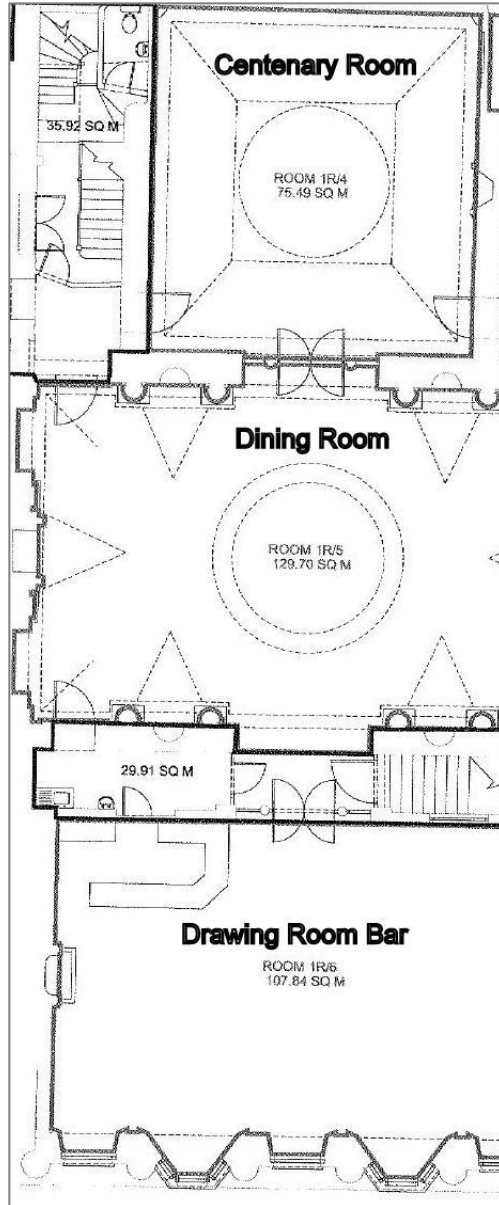 Centenary Room
35.92 SQ M
ROOM 1R/4
75.49 SQ M
Dining Room
ROOM 1R/5
129.70 SQ M
29.91 SQ M
Drawing Room Bar
ROOM 1R/6
107.84 SQ M